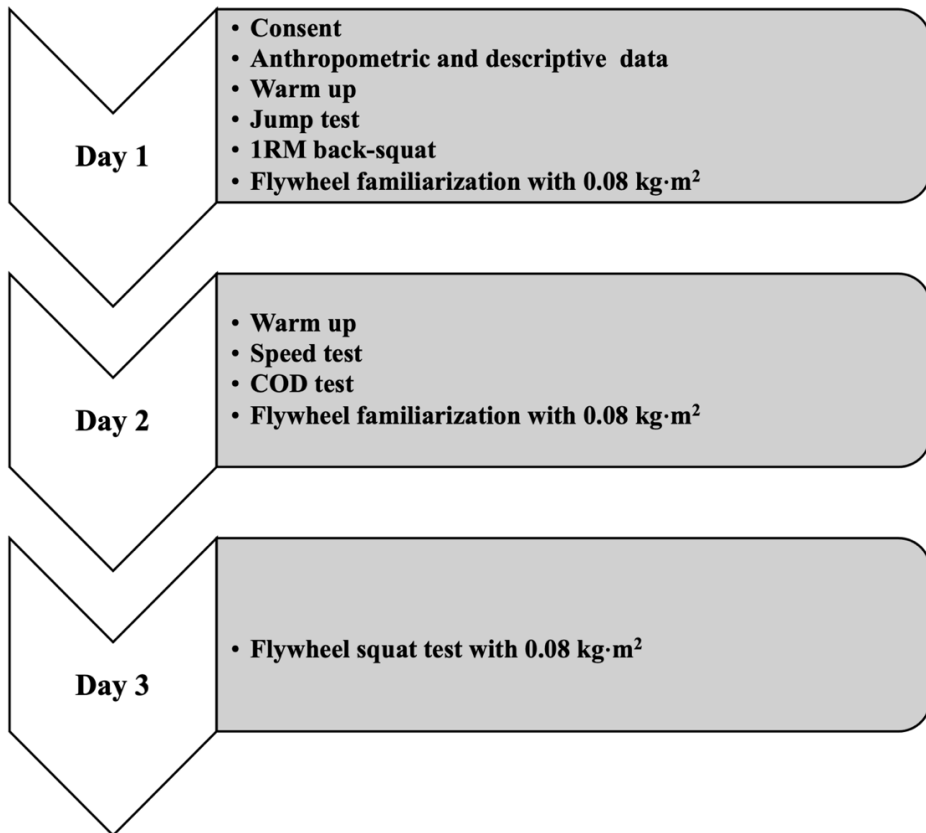 Day 1
• Consent
• Anthropometric and descriptive data
• Warm up
• Jump test
• 1RM back-squat
• Flywheel familiarization with 0.08 kg·m²
Day 2
• Warm up
• Speed test
• COD test
• Flywheel familiarization with 0.08 kg·m²
Day 3
• Flywheel squat test with 0.08 kg·m²